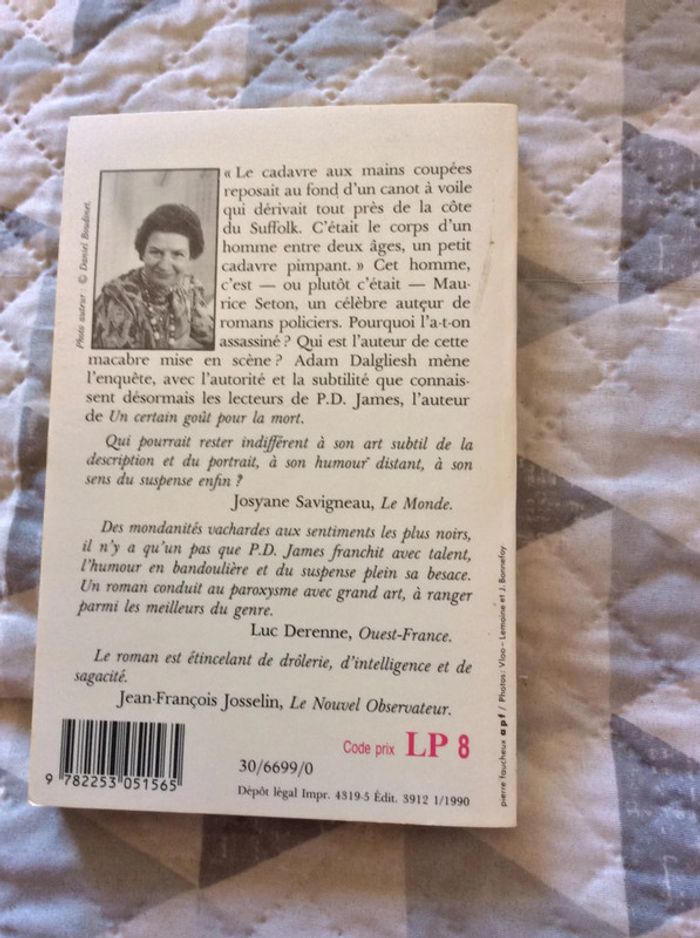 « Le cadavre aux mains coupées
reposait au fond d'un canot à voile
qui dérivait tout près de la côte
du Suffolk. C'était le corps d'un
homme entre deux âges, un petit
cadavre pimpant. » Cet homme,
c'est — ou plutôt c'était — Mau-
rice Seton, un célèbre auteur de
romans policiers. Pourquoi l'a-t-on
assassiné ? Qui est l'auteur de cette
macabre mise en scène ? Adam Dalgliesh mène
l'enquête, avec l'autorité et la subtilité que connais-
sent désormais les lecteurs de P.D. James, l'auteur
de Un certain goût pour la mort.
Photo auteur : © Daniel Boudinet.
Qui pourrait rester indifférent à son art subtil de la
description et du portrait, à son humour distant, à son
sens du suspense enfin ?
Josyane Savigneau, Le Monde.
Des mondanités vachardes aux sentiments les plus noirs,
il n'y a qu'un pas que P.D. James franchit avec talent,
l'humour en bandoulière et du suspense plein sa besace.
Un roman conduit au paroxysme avec grand art, à ranger
parmi les meilleurs du genre.
Luc Derenne, Ouest-France.
Le roman est étincelant de drôlerie, d'intelligence et de
sagacité.
Jean-François Josselin, Le Nouvel Observateur.
Code prix LP 8
30/6699/0
9 782253 051565
Dépôt légal Impr. 4319-5 Édit. 3912 1/1990
pierre faucheux apf / Photos : Vloo - Lemoine et J. Bonnefoy